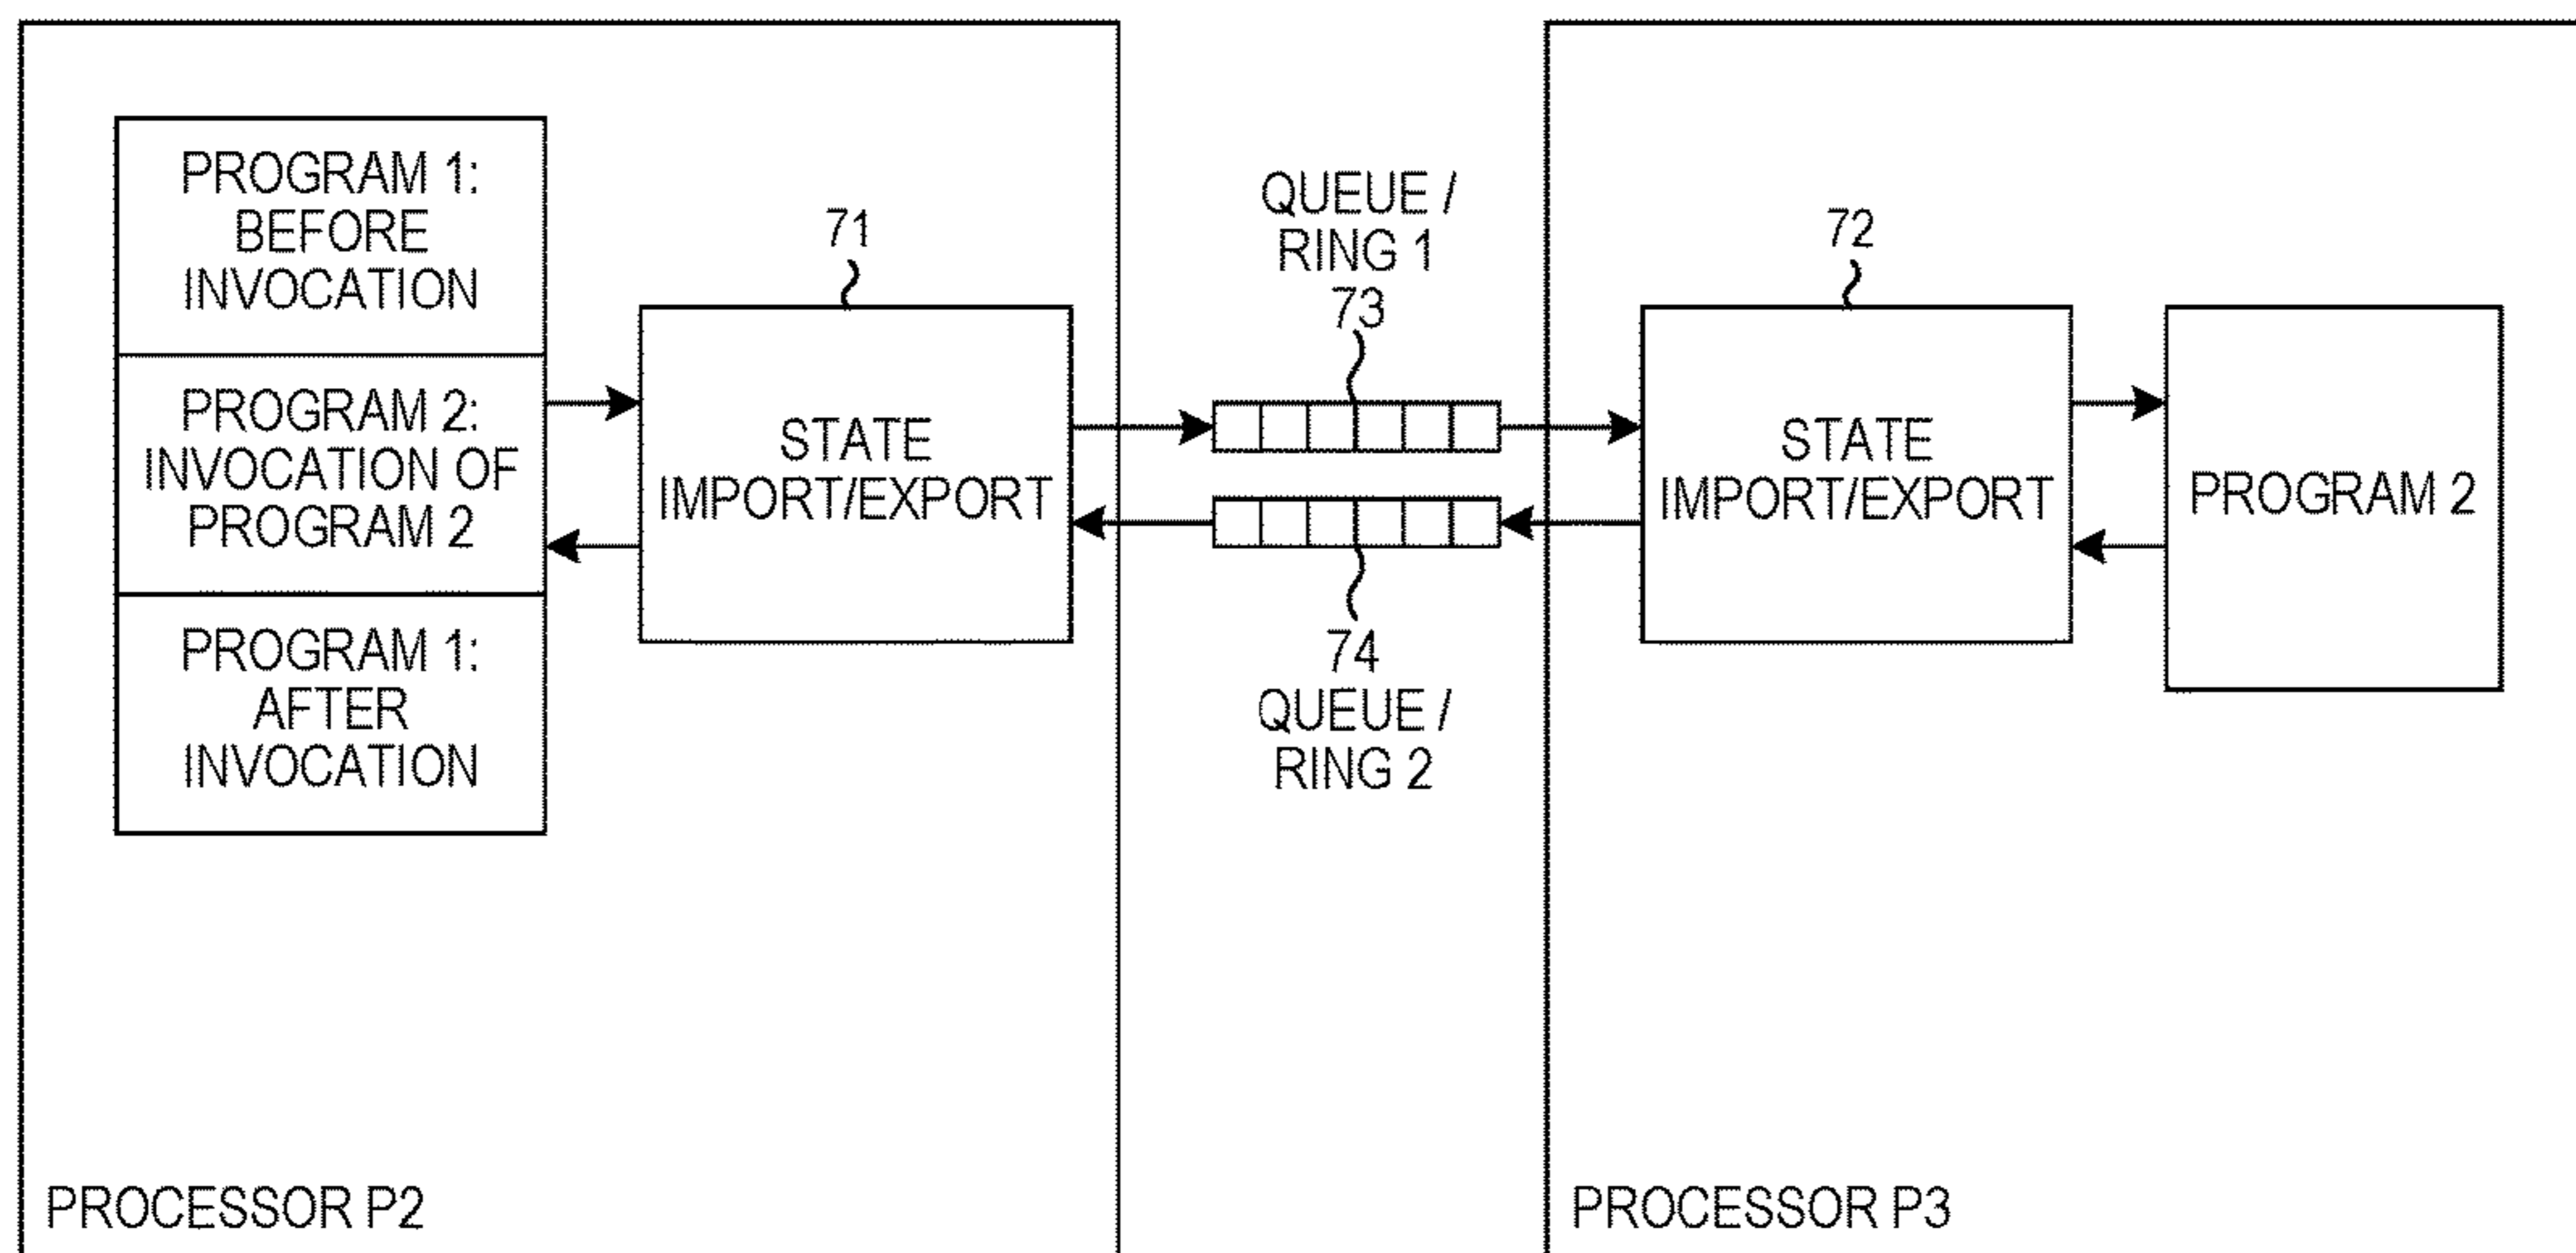 PROGRAM 1:
BEFORE
INVOCATION
PROGRAM 2:
INVOCATION OF
PROGRAM 2
PROGRAM 1:
AFTER
INVOCATION
71
STATE
IMPORT/EXPORT
QUEUE /
RING 1
73
74
QUEUE /
RING 2
72
STATE
IMPORT/EXPORT
PROGRAM 2
PROCESSOR P2
PROCESSOR P3